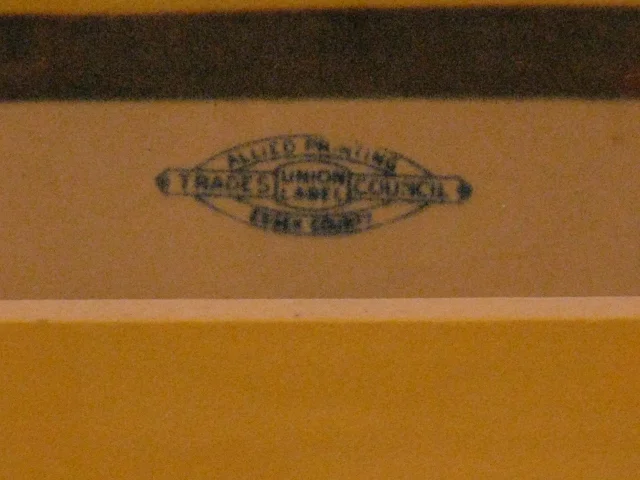 ALLIED PRINTING
TRADES UNION LABEL COUNCIL